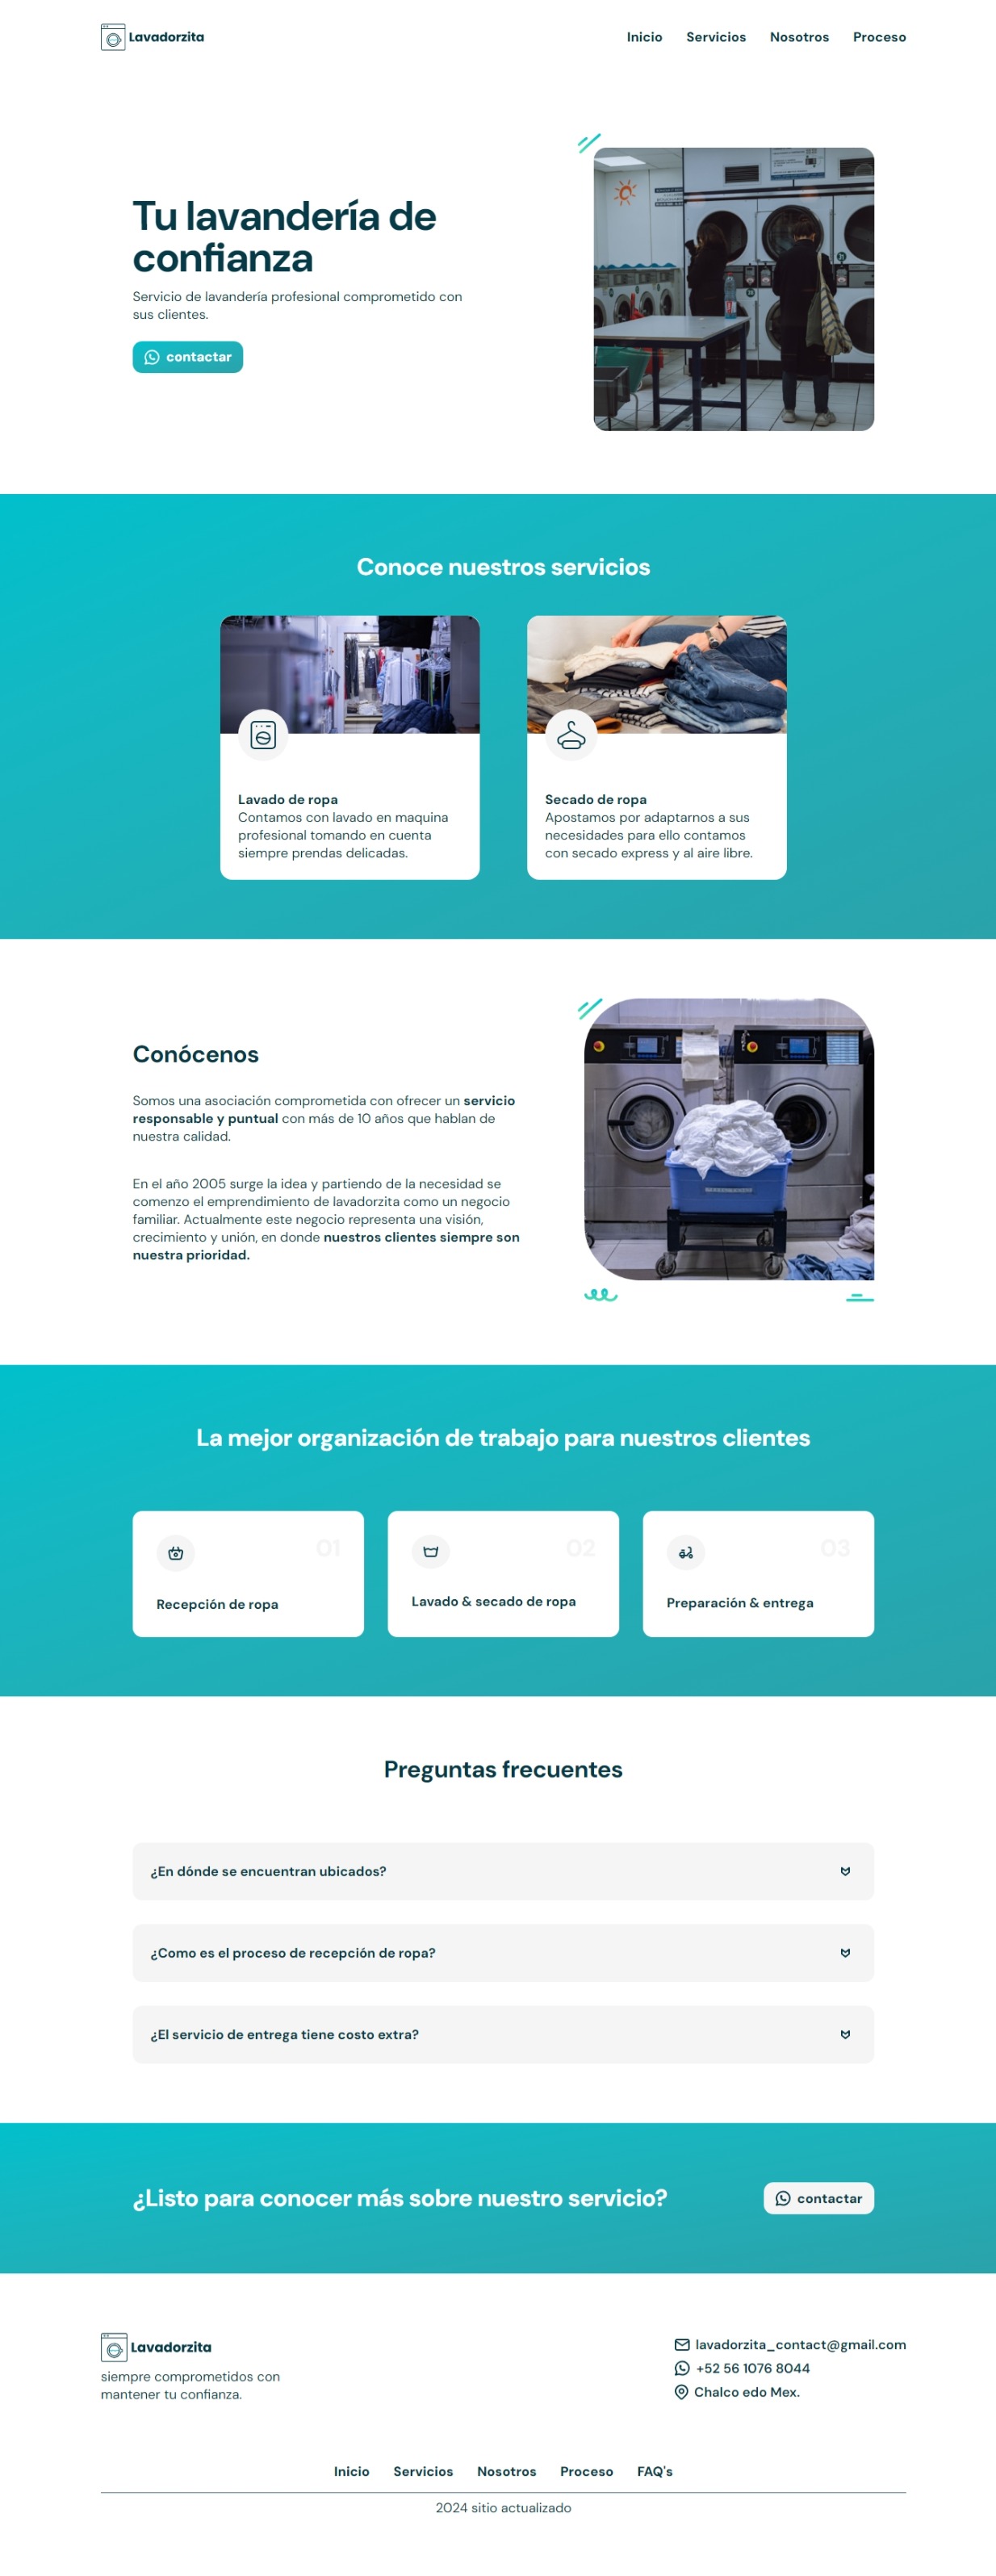 Lavadorzita
Inicio Servicios Nosotros Proceso
Tu lavandería de
confianza
Servicio de lavandería profesional comprometido con
sus clientes.
contactar
Conoce nuestros servicios
Lavado de ropa
Contamos con lavado en maquina
profesional tomando en cuenta
siempre prendas delicadas.
Secado de ropa
Apostamos por adaptarnos a sus
necesidades para ello contamos
con secado express y al aire libre.
Conócenos
Somos una asociación comprometida con ofrecer un servicio
responsable y puntual con más de 10 años que hablan de
nuestra calidad.
En el año 2005 surge la idea y partiendo de la necesidad se
comenzo el emprendimiento de lavadorzita como un negocio
familiar. Actualmente este negocio representa una visión,
crecimiento y unión, en donde nuestros clientes siempre son
nuestra prioridad.
La mejor organización de trabajo para nuestros clientes
01
Recepción de ropa
02
Lavado & secado de ropa
03
Preparación & entrega
Preguntas frecuentes
¿En dónde se encuentran ubicados?
¿Como es el proceso de recepción de ropa?
¿El servicio de entrega tiene costo extra?
¿Listo para conocer más sobre nuestro servicio?
contactar
Lavadorzita
siempre comprometidos con
mantener tu confianza.
lavadorzita_contact@gmail.com
+52 56 1076 8044
Chalco edo Mex.
Inicio Servicios Nosotros Proceso FAQ's
2024 sitio actualizado